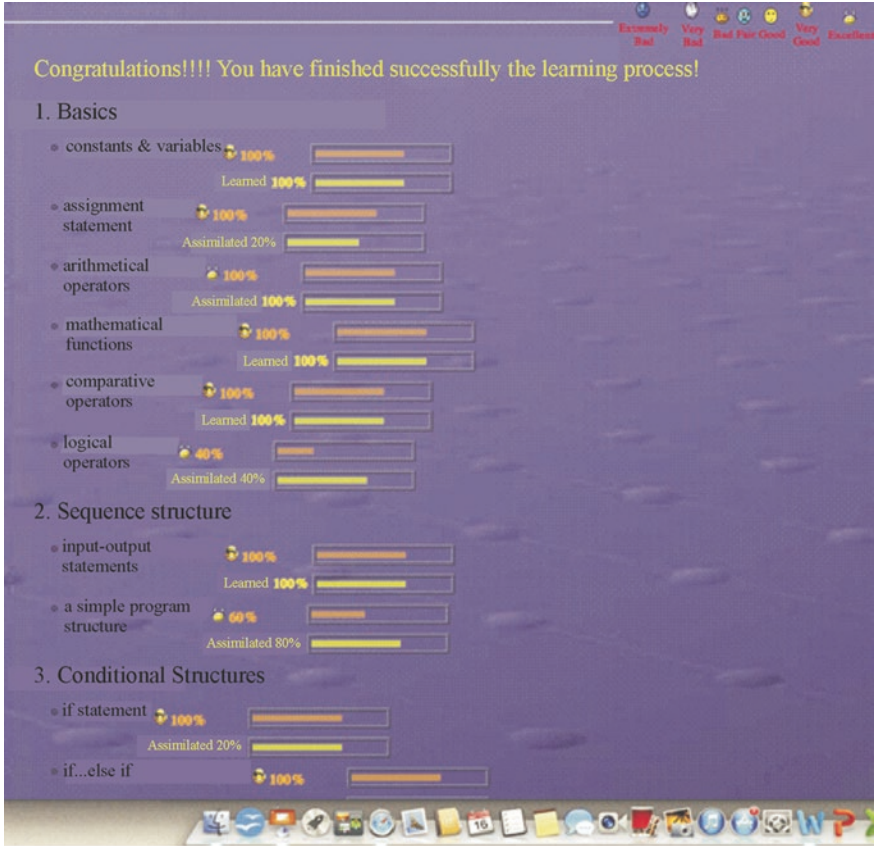 Extremely Bad Very Bad Bad Fair Good Very Good Excellent
Congratulations!!!! You have finished successfully the learning process!
1. Basics
constants & variables 100%
Learned 100%
assignment statement 100%
Assimilated 20%
arithmetical operators 100%
Assimilated 100%
mathematical functions 100%
Learned 100%
comparative operators 100%
Learned 100%
logical operators 40%
Assimilated 40%
2. Sequence structure
input-output statements 100%
Learned 100%
a simple program structure 60%
Assimilated 80%
3. Conditional Structures
if statement 100%
Assimilated 20%
if...else if 100%
16